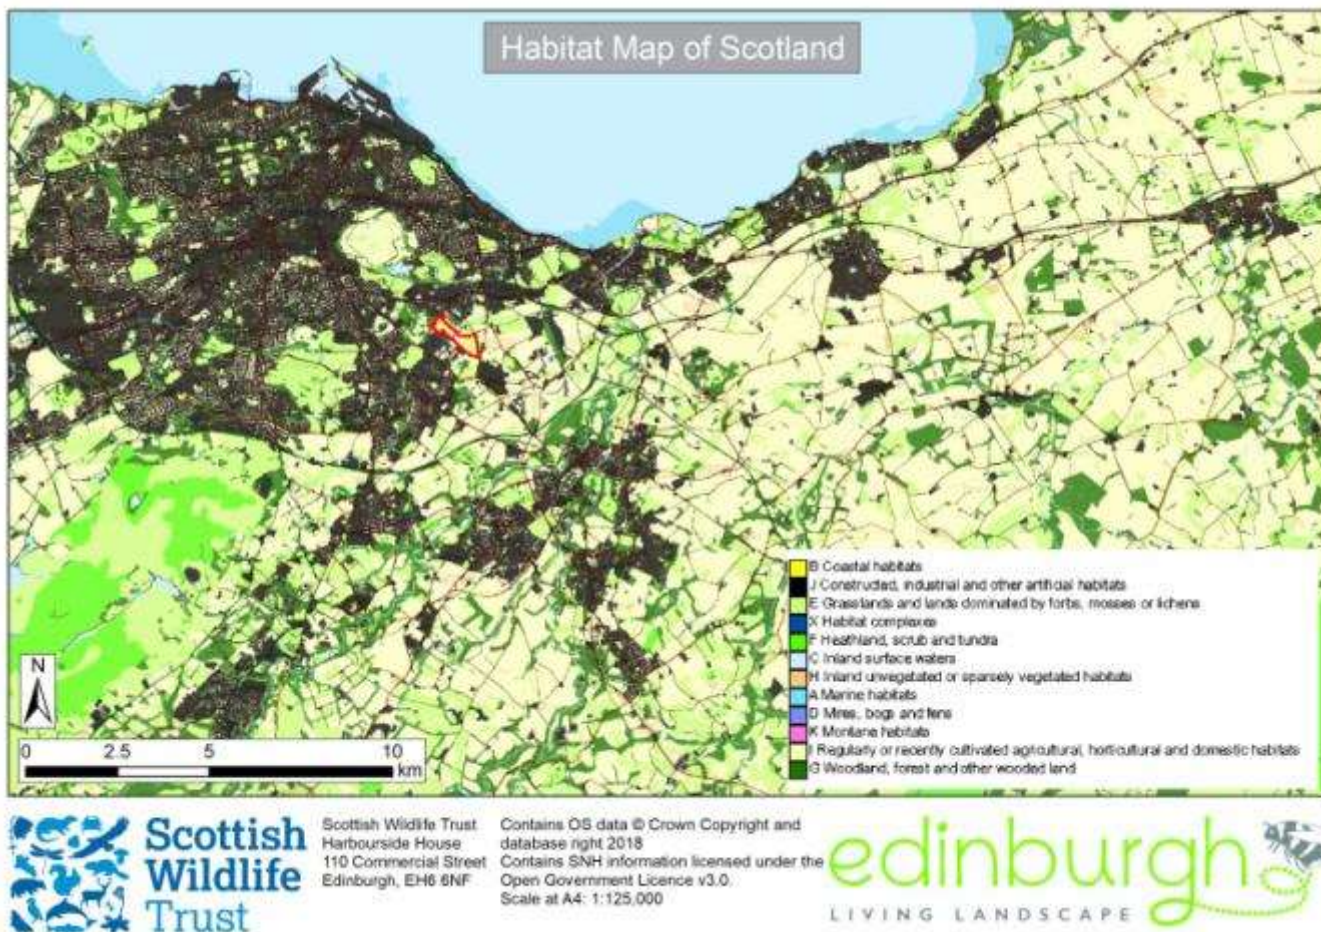 Habitat Map of Scotland
B Coastal habitats
J Constructed, industrial and other artificial habitats
E Grasslands and lands dominated by forbs, mosses or lichens
X Habitat complexes
F Heathland, scrub and tundra
C Inland surface waters
H Inland unvegetated or sparsely vegetated habitats
A Marine habitats
D Mires, bogs and fens
K Montane habitats
I Regularly or recently cultivated agricultural, horticultural and domestic habitats
G Woodland, forest and other wooded land
N
0 2.5 5 10
km
Scottish
Wildlife
Trust
Scottish Wildlife Trust
Harbourside House
110 Commercial Street
Edinburgh, EH6 6NF
Contains OS data © Crown Copyright and
database right 2018
Contains SNH information licensed under the
Open Government Licence v3.0.
Scale at A4: 1:125,000
edinburgh
LIVING LANDSCAPE